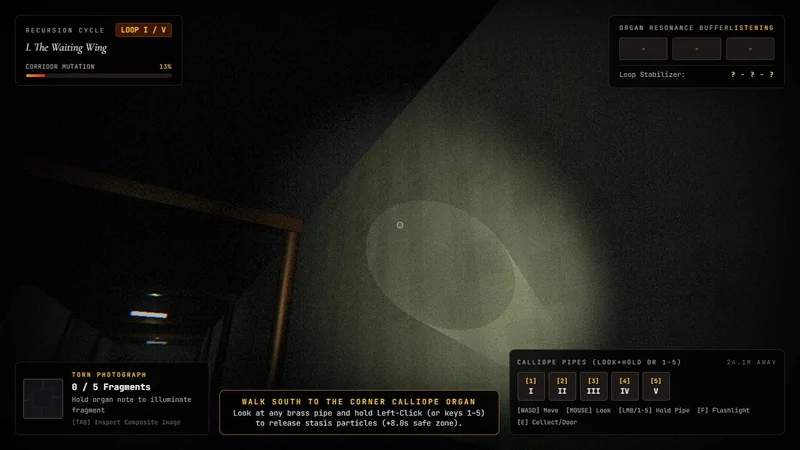 RECURSION CYCLE
LOOP I / V
I. The Waiting Wing
CORRIDOR MUTATION 13%
ORGAN RESONANCE BUFFER LISTENING
- - -
Loop Stabilizer: ? - ? - ?
TORN PHOTOGRAPH
0 / 5 Fragments
Hold organ note to illuminate
fragment
[TAB] Inspect Composite Image
WALK SOUTH TO THE CORNER CALLIOPE ORGAN
Look at any brass pipe and hold Left-Click (or keys 1-5)
to release stasis particles (+8.0s safe zone).
CALLIOPE PIPES (LOOK+HOLD OR 1-5) 24.1M AWAY
[1] [2] [3] [4] [5]
I II III IV V
[WASD] Move [MOUSE] Look [LMB/1-5] Hold Pipe [F] Flashlight
[E] Collect/Door